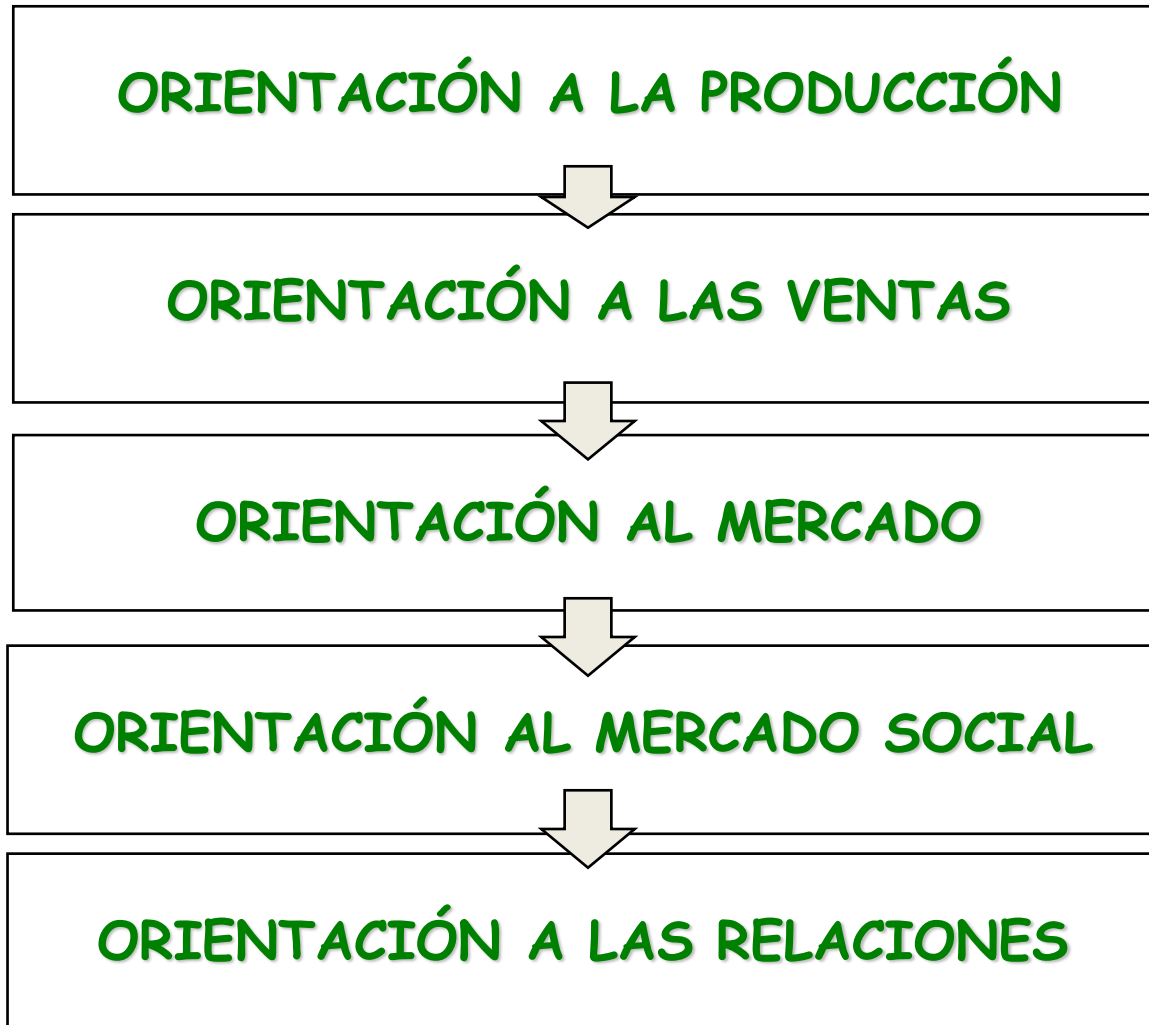 ORIENTACIÓN A LA PRODUCCIÓN
ORIENTACIÓN A LAS VENTAS
ORIENTACIÓN AL MERCADO
ORIENTACIÓN AL MERCADO SOCIAL
ORIENTACIÓN A LAS RELACIONES